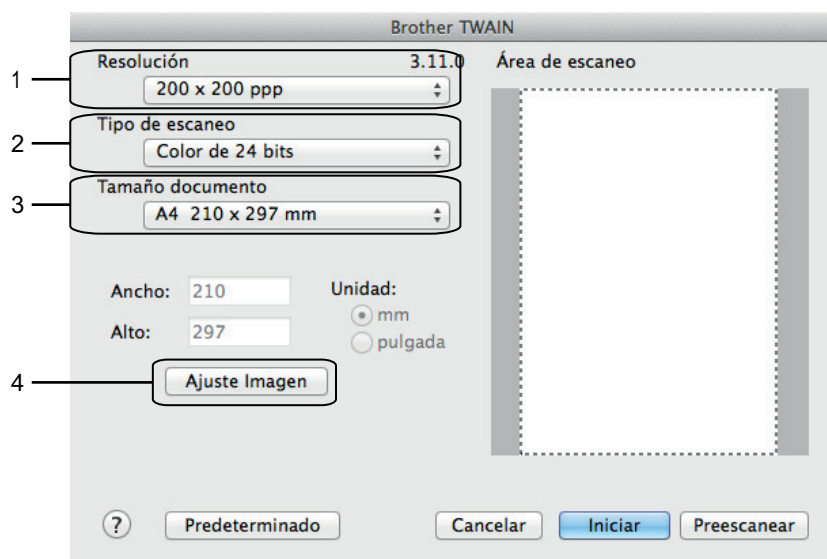 Brother TWAIN
1
Resolución 3.11.0
200 x 200 ppp
2
Tipo de escaneo
Color de 24 bits
3
Tamaño documento
A4 210 x 297 mm
Ancho: 210
Alto: 297
Unidad:
mm
pulgada
4
Ajuste Imagen
Área de escaneo
?
Predeterminado
Cancelar
Iniciar
Preescanear